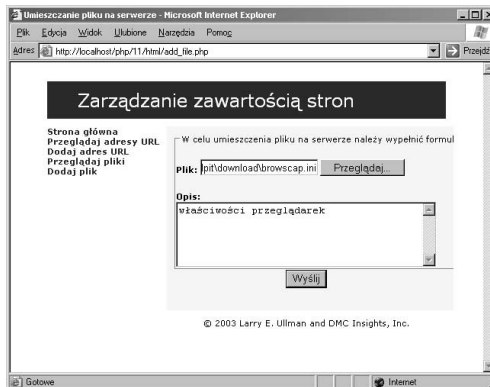 Umieszczanie pliku na serwerze - Microsoft Internet Explorer
Plik Edycja Widok Ulubione Narzędzia Pomoc
Adres http://localhost/php/11/html/add_file.php Przejdź
Zarządzanie zawartością stron
Strona główna
Przeglądaj adresy URL
Dodaj adres URL
Przeglądaj pliki
Dodaj plik
W celu umieszczenia pliku na serwerze należy wypełnić formul
Plik: pit\download\browscap.ini Przeglądaj...
Opis:
właściwości przeglądarek
Wyślij
© 2003 Larry E. Ullman and DMC Insights, Inc.
Gotowe Internet